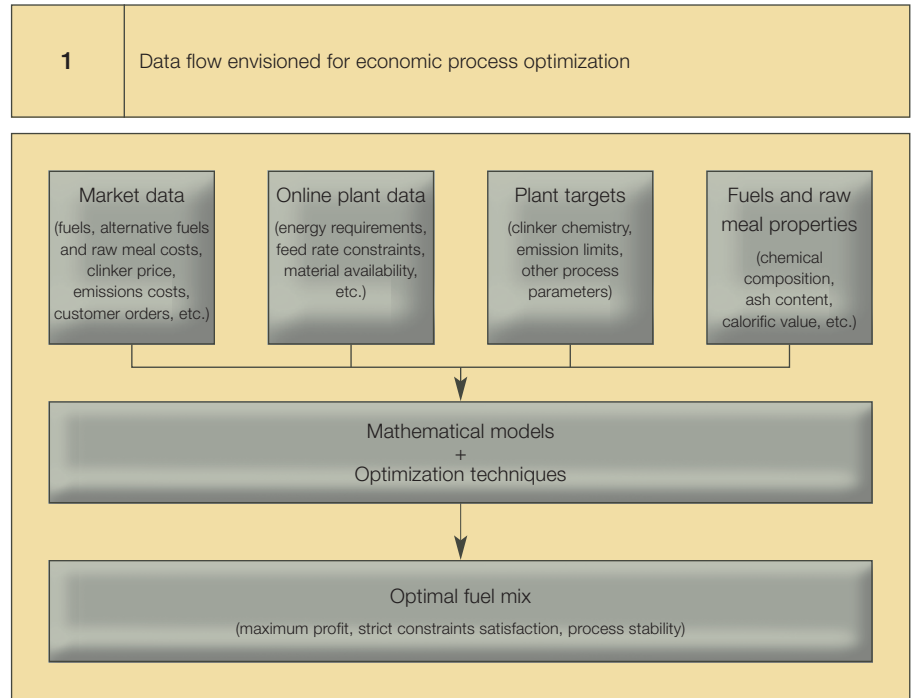 1
Data flow envisioned for economic process optimization
Market data
(fuels, alternative fuels
and raw meal costs,
clinker price,
emissions costs,
customer orders, etc.)
Online plant data
(energy requirements,
feed rate constraints,
material availability,
etc.)
Plant targets
(clinker chemistry,
emission limits,
other process
parameters)
Fuels and raw
meal properties
(chemical
composition,
ash content,
calorific value, etc.)
Mathematical models
+
Optimization techniques
Optimal fuel mix
(maximum profit, strict constraints satisfaction, process stability)